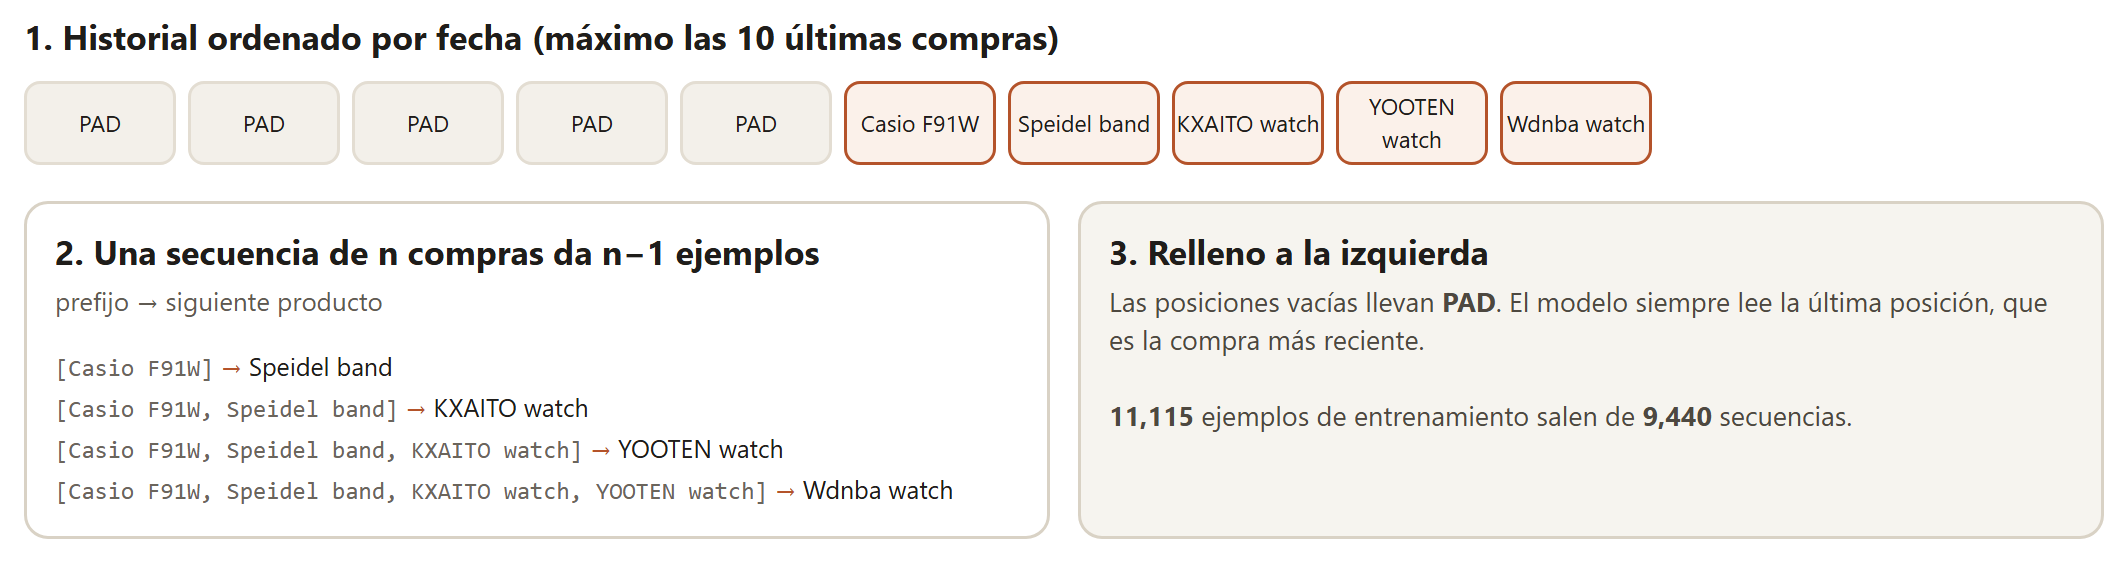 1. Historial ordenado por fecha (máximo las 10 últimas compras)
PAD
PAD
PAD
PAD
PAD
Casio F91W
Speidel band
KXAITO watch
YOOTEN
watch
Wdnba watch
2. Una secuencia de n compras da n−1 ejemplos
prefijo → siguiente producto
[Casio F91W] → Speidel band
[Casio F91W, Speidel band] → KXAITO watch
[Casio F91W, Speidel band, KXAITO watch] → YOOTEN watch
[Casio F91W, Speidel band, KXAITO watch, YOOTEN watch] → Wdnba watch
3. Relleno a la izquierda
Las posiciones vacías llevan PAD. El modelo siempre lee la última posición, que
es la compra más reciente.
11,115 ejemplos de entrenamiento salen de 9,440 secuencias.